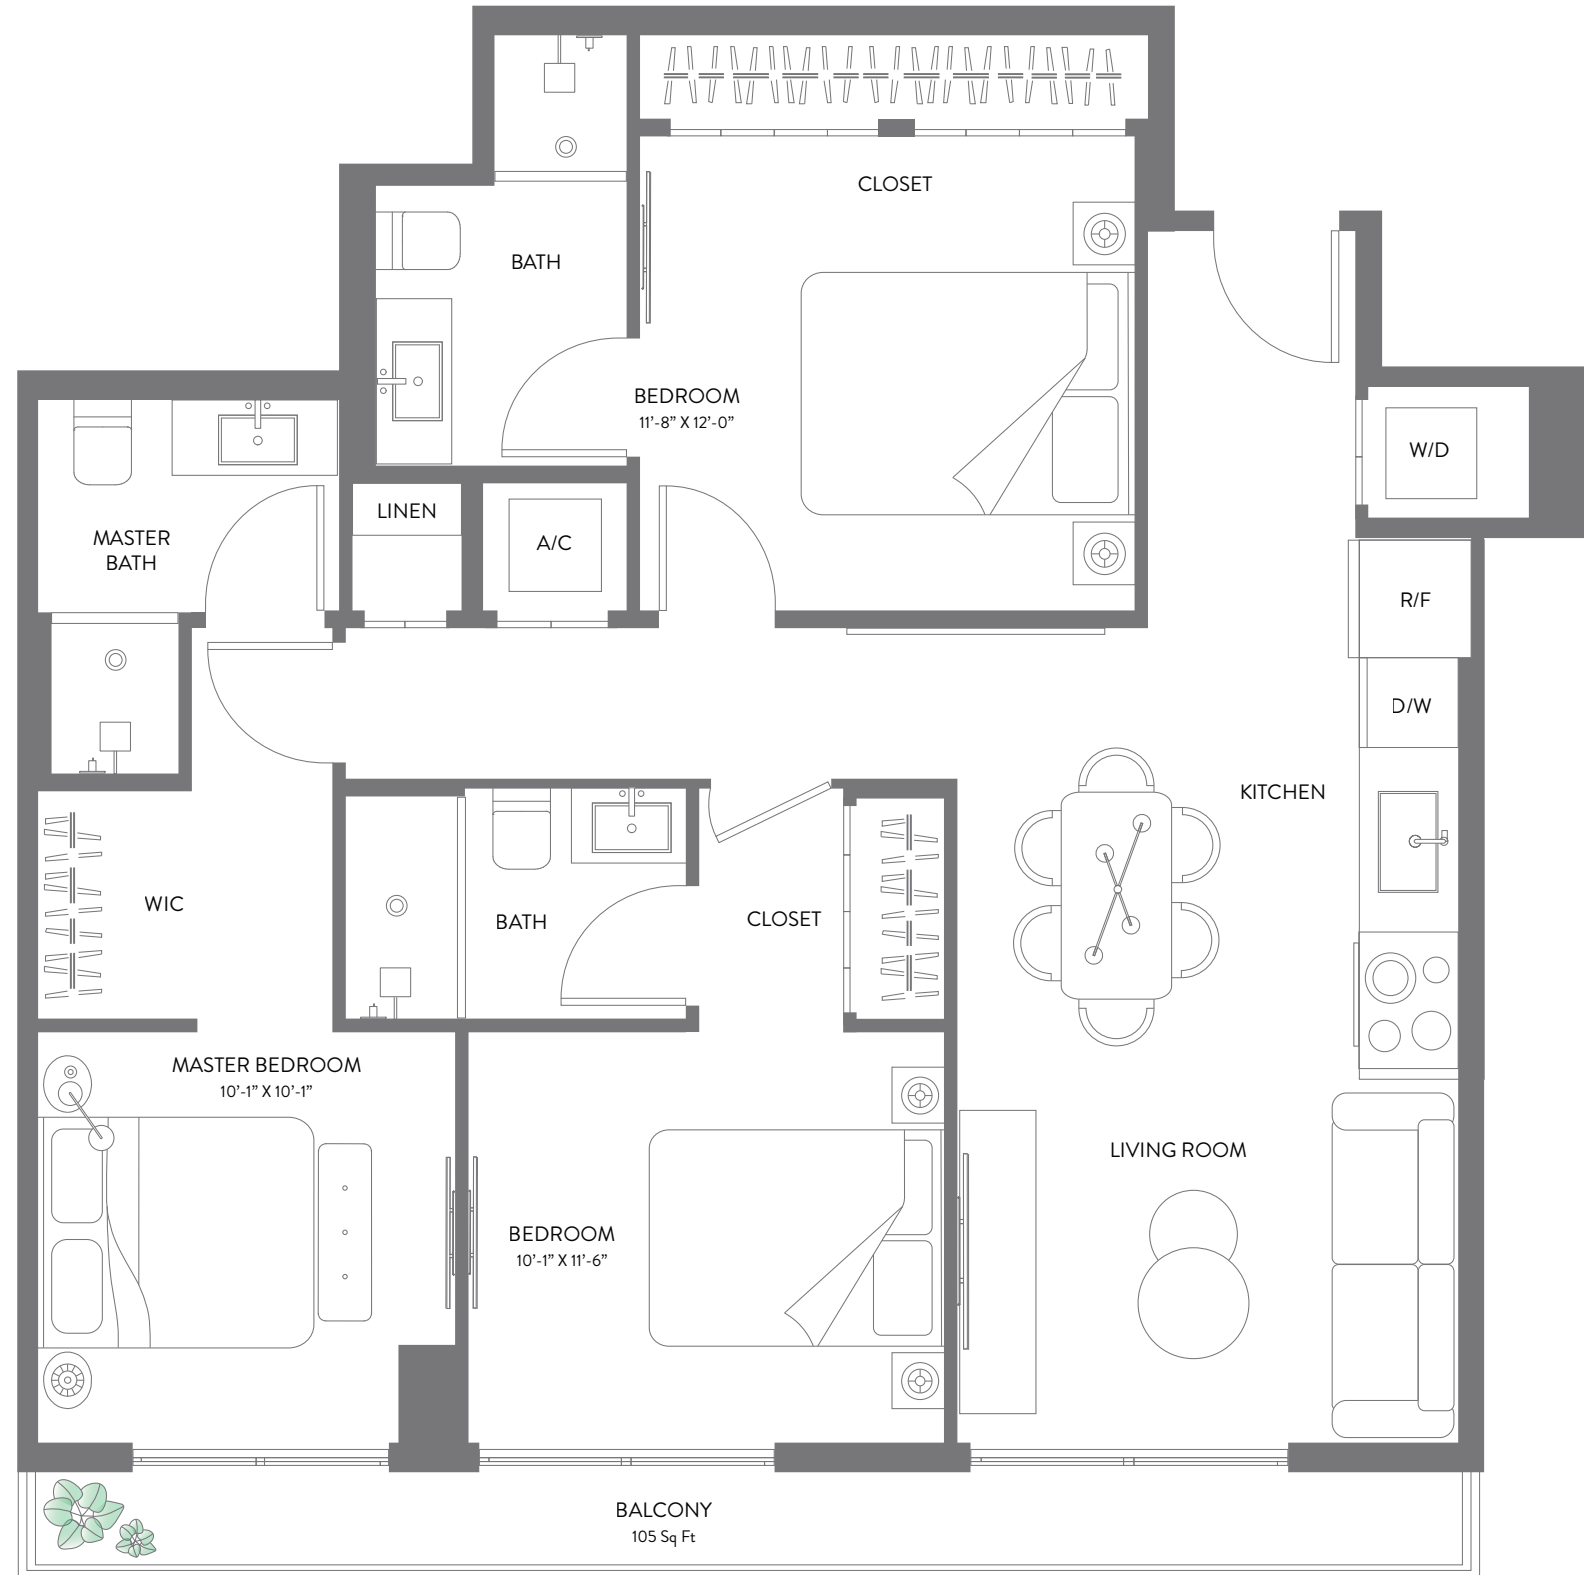 CLOSET
BATH
BEDROOM
11’-8” X 12’-0”
W/D
LINEN
A/C
MASTER
BATH
R/F
D/W
KITCHEN
WIC
BATH
CLOSET
MASTER BEDROOM
10’-1” X 10’-1”
LIVING ROOM
BEDROOM
10’-1” X 11’-6”
BALCONY
105 Sq Ft